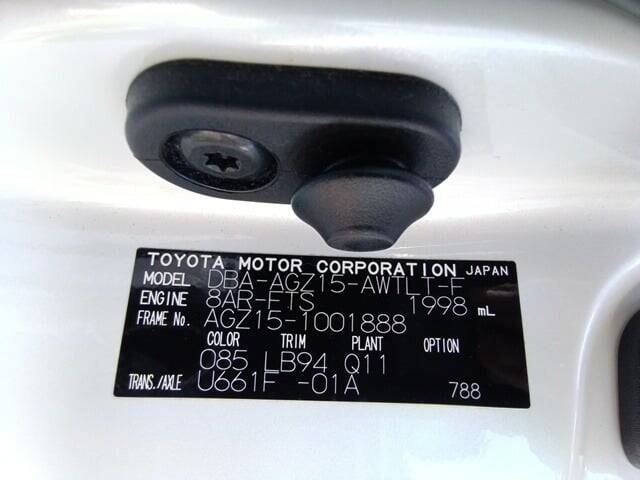 TOYOTA MOTOR CORPORATION JAPAN
MODEL DBA-AGZ15-AWTLT-F
ENGINE 8AR-FTS 1998 mL
FRAME No. AGZ15-1001888
COLOR TRIM PLANT OPTION
085 LB94 Q11
TRANS./AXLE U661F -01A 788